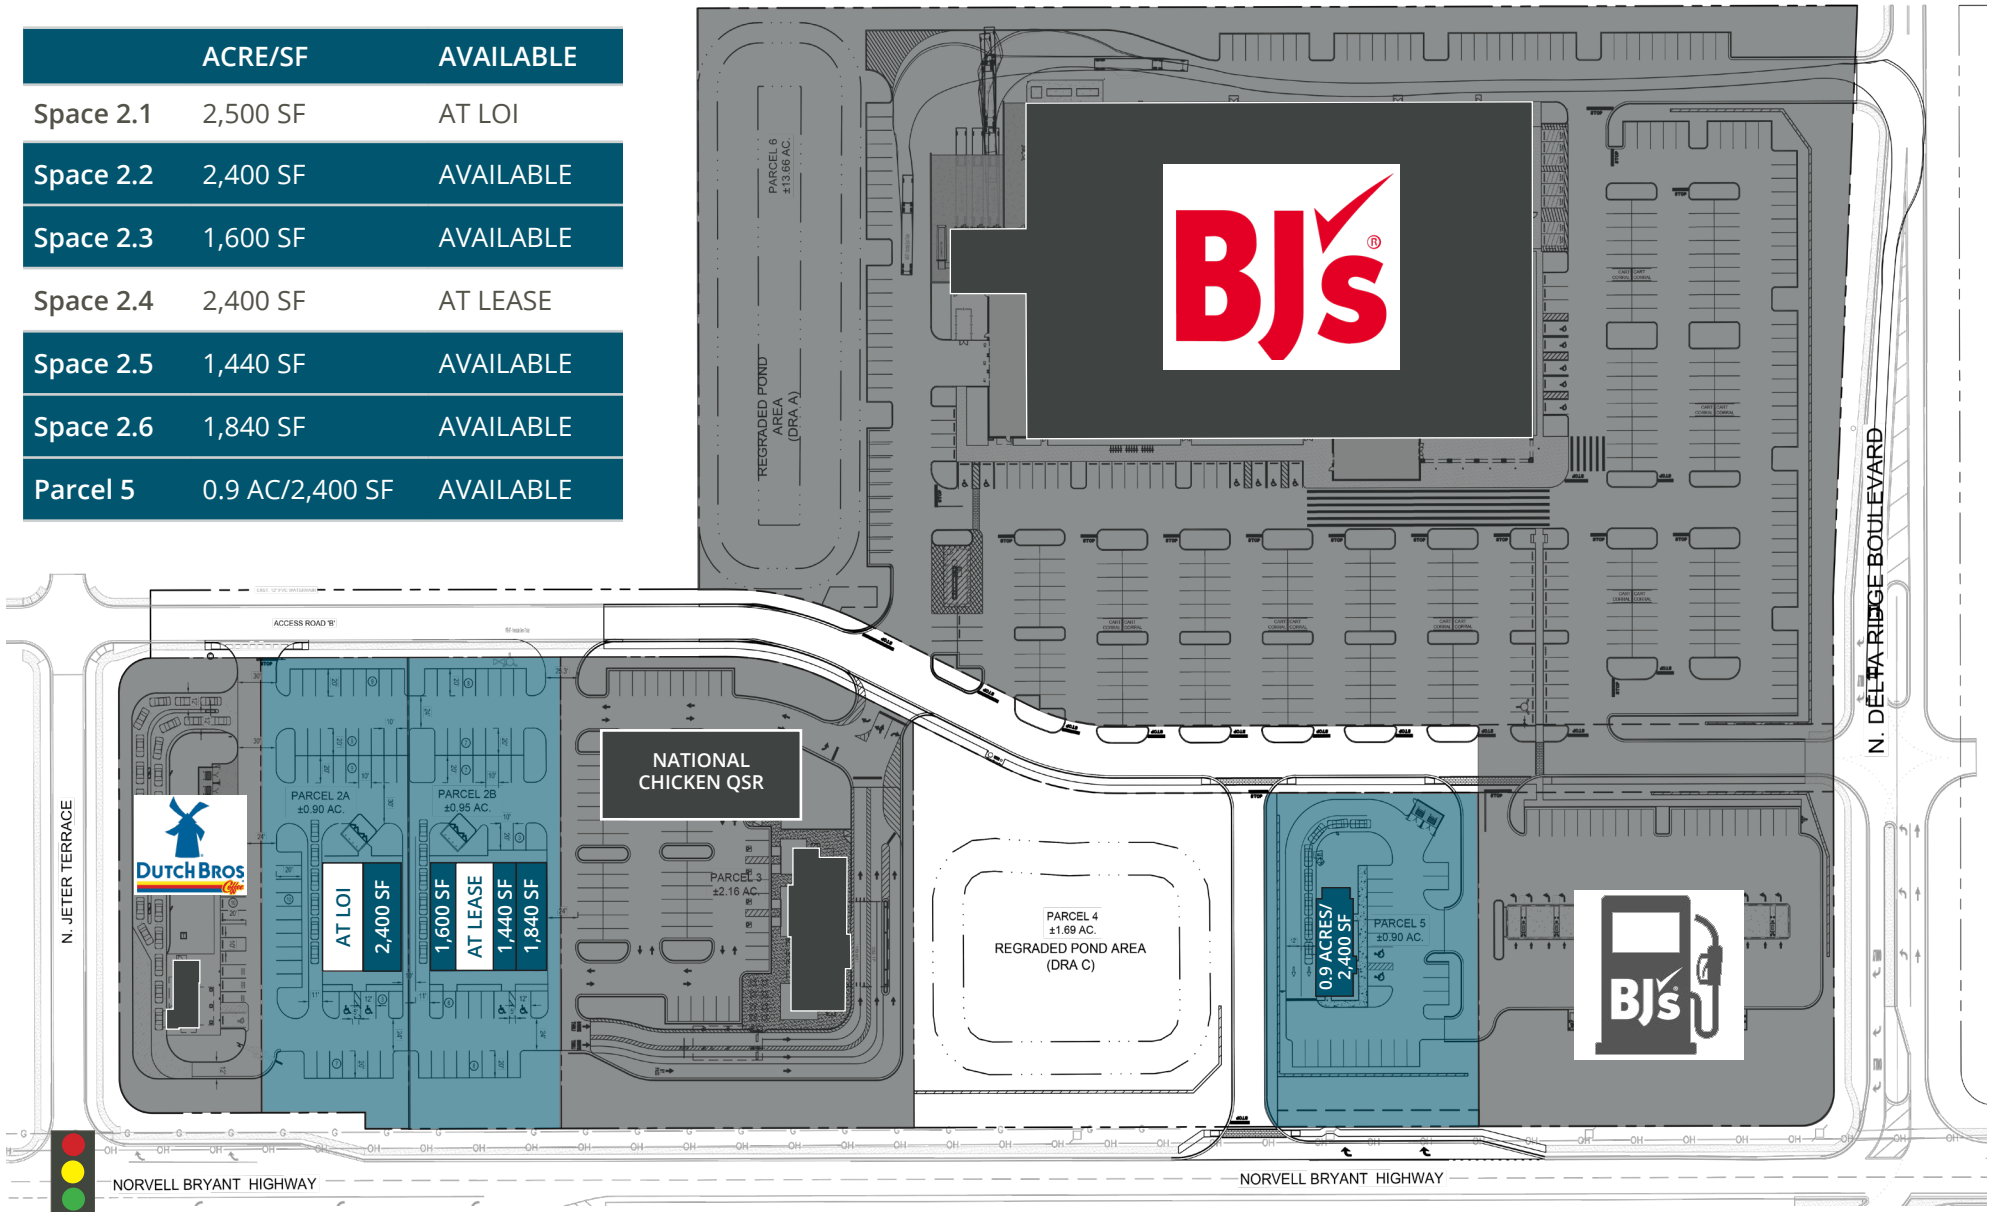 ACRE/SF AVAILABLE
Space 2.1 2,500 SF AT LOI
Space 2.2 2,400 SF AVAILABLE
Space 2.3 1,600 SF AVAILABLE
Space 2.4 2,400 SF AT LEASE
Space 2.5 1,440 SF AVAILABLE
Space 2.6 1,840 SF AVAILABLE
Parcel 5 0.9 AC/2,400 SF AVAILABLE
PARCEL 6
±13.66 AC.
REGRADED POND
AREA
(DRA A)
BJ's®
N. DELTA RIDGE BOULEVARD
ACCESS ROAD 'B'
N. JETER TERRACE
DUTCH BROS
Coffee
PARCEL 2A
±0.90 AC.
PARCEL 2B
±0.95 AC.
AT LOI
2,400 SF
1,600 SF
AT LEASE
1,440 SF
1,840 SF
NATIONAL
CHICKEN QSR
PARCEL 3
±2.16 AC.
PARCEL 4
±1.69 AC.
REGRADED POND AREA
(DRA C)
0.9 ACRES/
2,400 SF
PARCEL 5
±0.90 AC.
BJ's
NORVELL BRYANT HIGHWAY
NORVELL BRYANT HIGHWAY